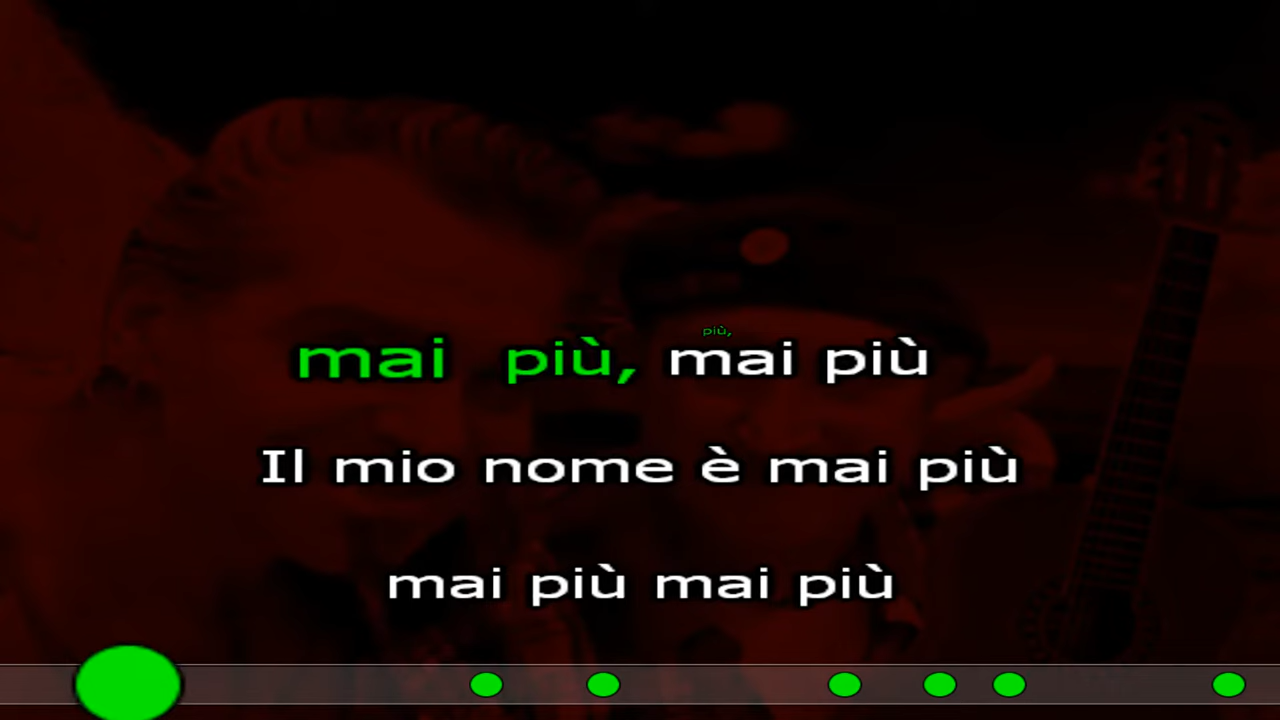 più,
mai più, mai più
Il mio nome è mai più
mai più mai più